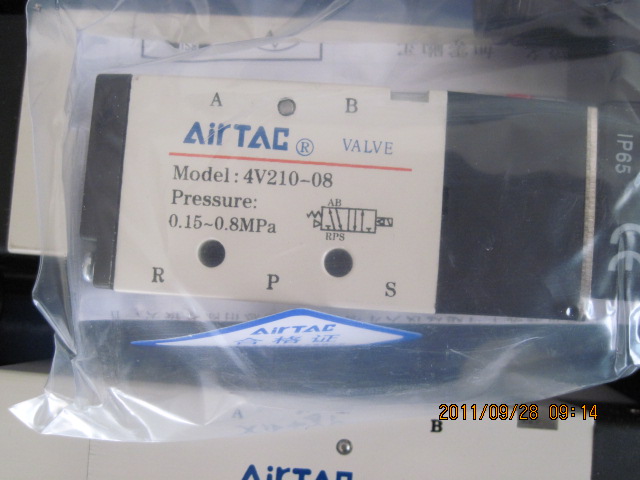 A B
AirTAC® VALVE
Model: 4V210-08
Pressure:
0.15~0.8MPa
AB
RPS
R P S
IP65
CE
AirTAC
合格证
A B
AirTAC
2011/09/28 09:14